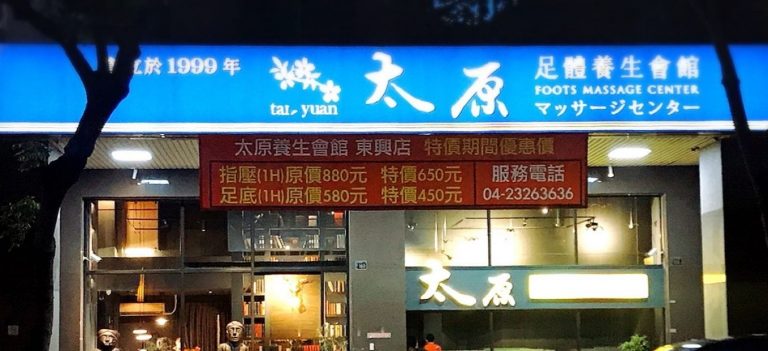 立於1999年
tai yuan
太原
足體養生會館
FOOTS MASSAGE CENTER
マッサージセンター
太原養生會館 東興店 特價期間優惠價
指壓(1H)原價880元 特價650元
足底(1H)原價580元 特價450元
服務電話
04-23263636
太原